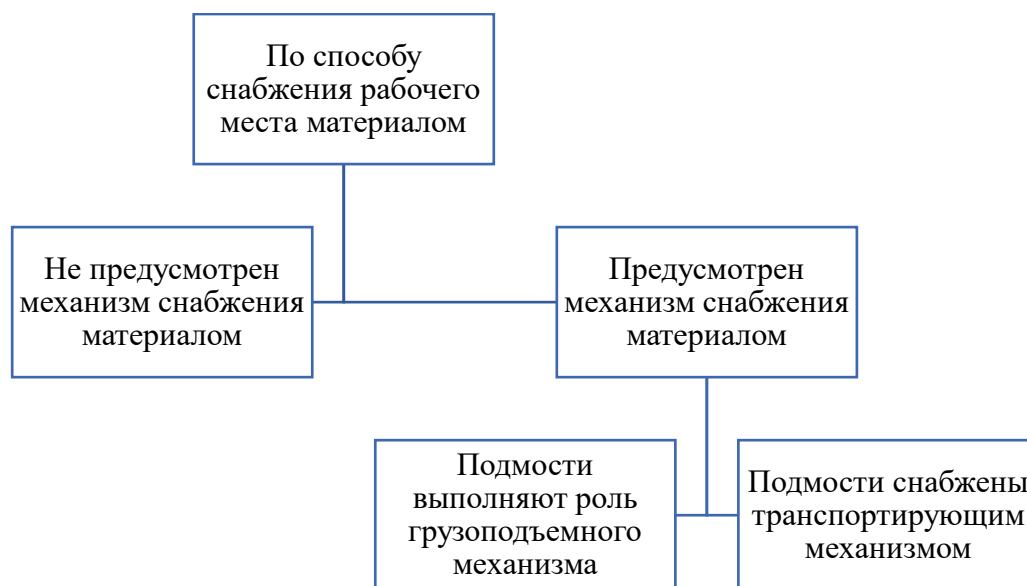 По способу
снабжения рабочего
места материалом
Не предусмотрен
механизм снабжения
материалом
Предусмотрен
механизм снабжения
материалом
Подмости
выполняют роль
грузоподъемного
механизма
Подмости снабжены
транспортирующим
механизмом